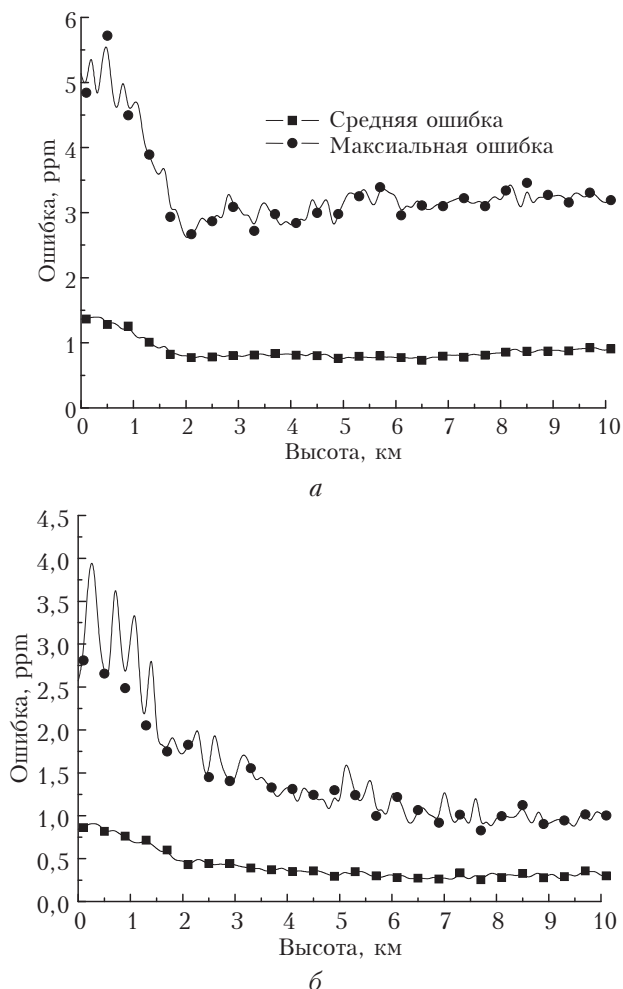 6
5
4
3
2
1
0
Ошибка, ppm
Средняя ошибка
Максиальная ошибка
0 1 2 3 4 5 6 7 8 9 10
Высота, км
а
4,5
4,0
3,5
3,0
2,5
2,0
1,5
1,0
0,5
0,0
Ошибка, ppm
0 1 2 3 4 5 6 7 8 9 10
Высота, км
б